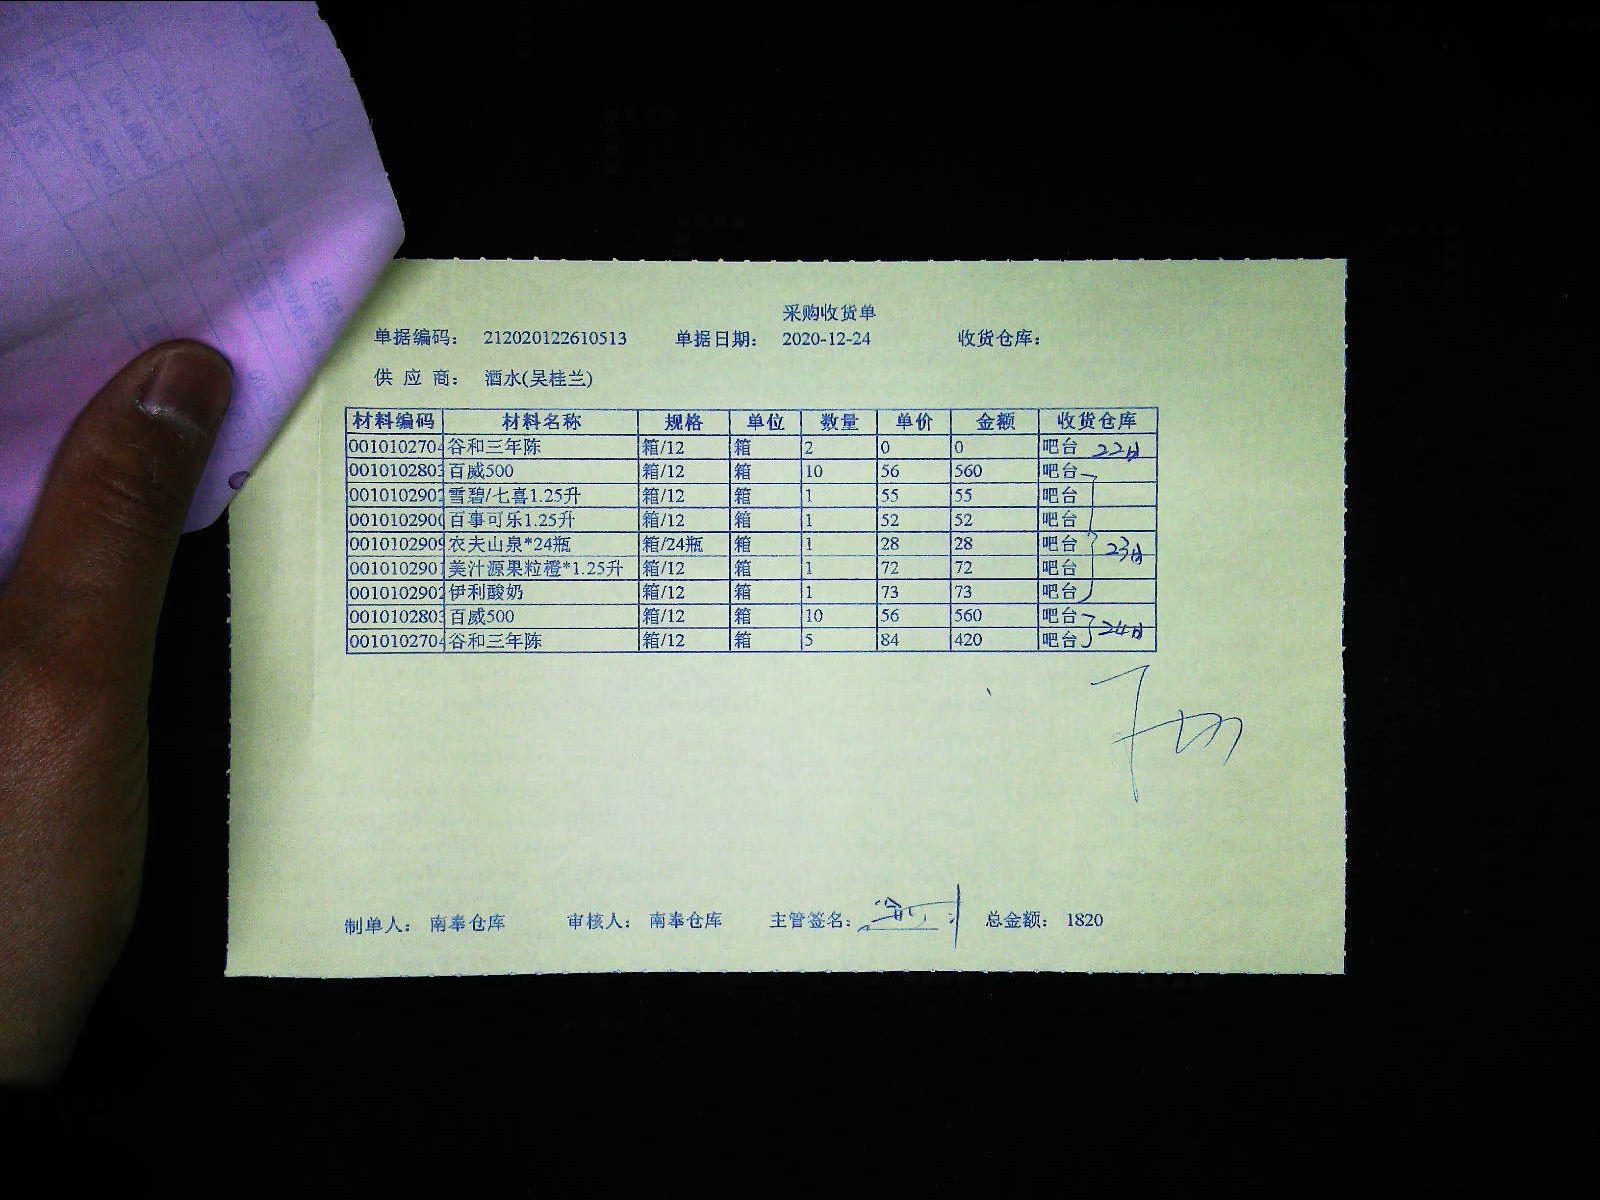 采购收货单
单据编码： 212020122610513 单据日期： 2020-12-24 收货仓库：
供 应 商： 酒水(吴桂兰)
材料编码 材料名称 规格 单位 数量 单价 金额 收货仓库
0010102704 谷和三年陈 箱/12 箱 2 0 0 吧台 22日
0010102803 百威500 箱/12 箱 10 56 560 吧台
0010102902 雪碧/七喜1.25升 箱/12 箱 1 55 55 吧台
0010102900 百事可乐1.25升 箱/12 箱 1 52 52 吧台
0010102909 农夫山泉*24瓶 箱/24瓶 箱 1 28 28 吧台 23日
0010102901 美汁源果粒橙*1.25升 箱/12 箱 1 72 72 吧台
0010102902 伊利酸奶 箱/12 箱 1 73 73 吧台
0010102803 百威500 箱/12 箱 10 56 560 吧台 24日
0010102704 谷和三年陈 箱/12 箱 5 84 420 吧台
制单人： 南奉仓库 审核人： 南奉仓库 主管签名： 总金额： 1820